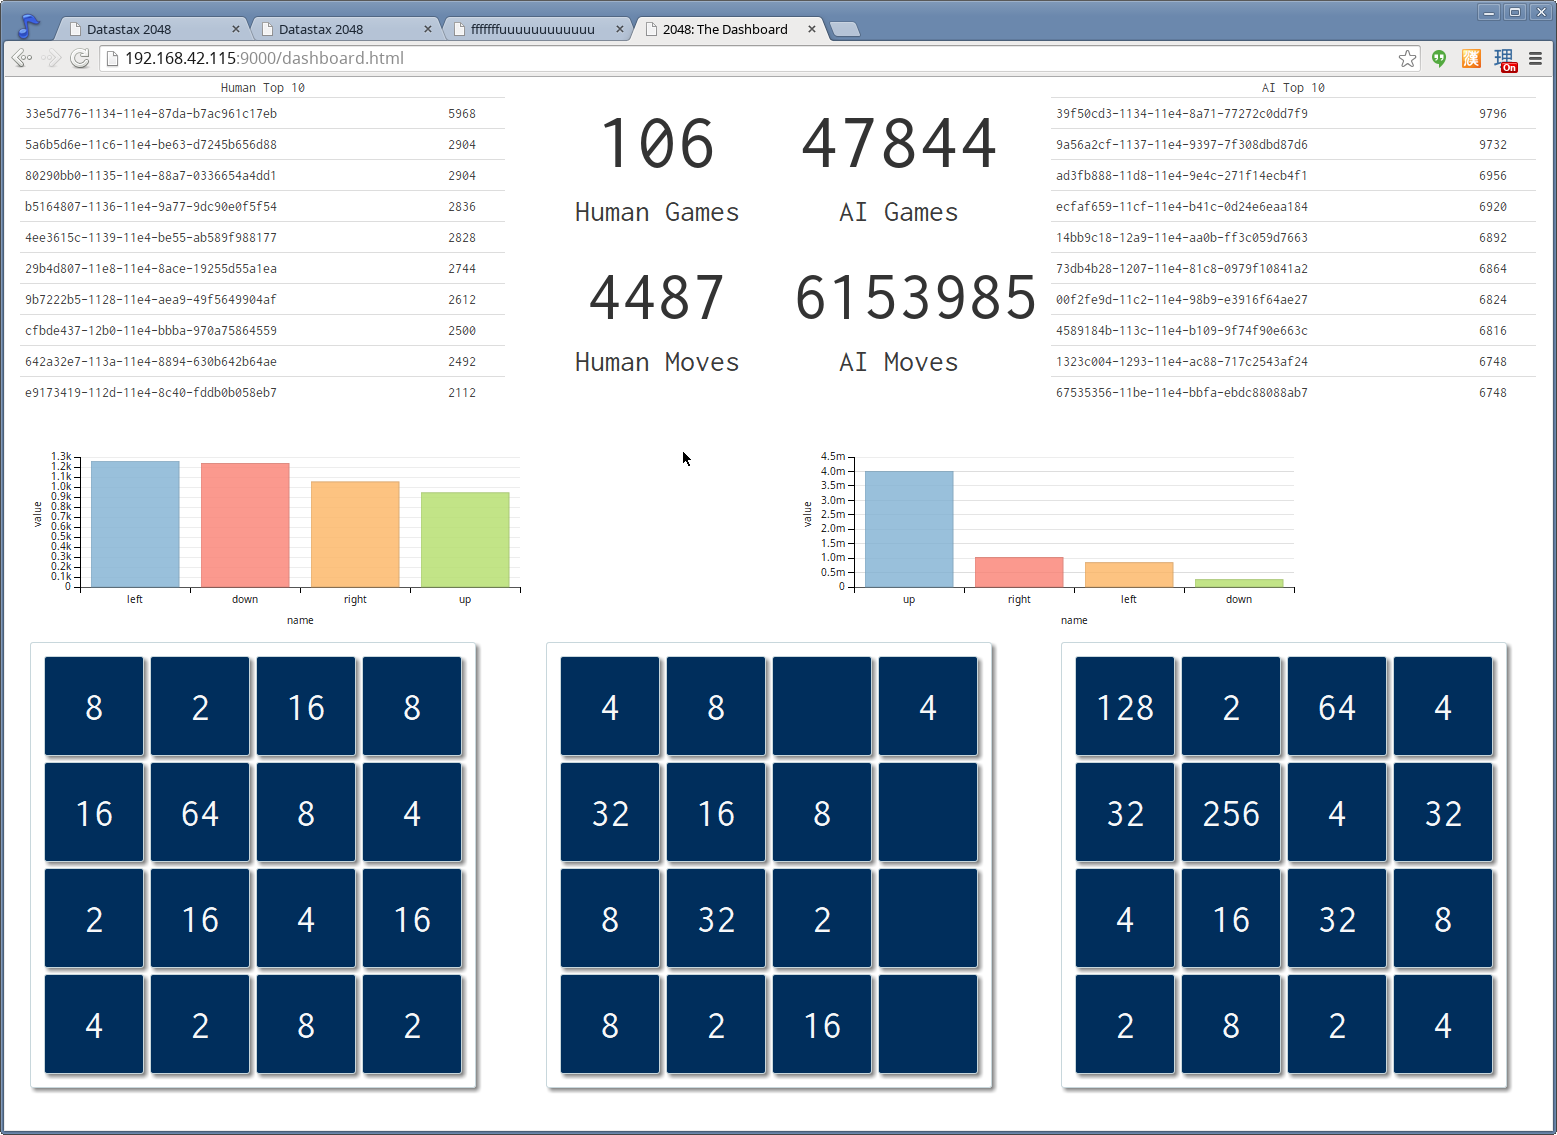 Datastax 2048
Datastax 2048
fffffffuuuuuuuuuuuu
2048: The Dashboard
192.168.42.115:9000/dashboard.html
濮
理
On
Human Top 10
33e5d776-1134-11e4-87da-b7ac961c17eb 5968
5a6b5d6e-11c6-11e4-be63-d7245b656d88 2904
80290bb0-1135-11e4-88a7-0336654a4dd1 2904
b5164807-1136-11e4-9a77-9dc90e0f5f54 2836
4ee3615c-1139-11e4-be55-ab589f988177 2828
29b4d807-11e8-11e4-8ace-19255d55a1ea 2744
9b7222b5-1128-11e4-aea9-49f5649904af 2612
cfbde437-12b0-11e4-bbba-970a75864559 2500
642a32e7-113a-11e4-8894-630b642b64ae 2492
e9173419-112d-11e4-8c40-fddb0b058eb7 2112
106 47844
Human Games AI Games
4487 6153985
Human Moves AI Moves
AI Top 10
39f50cd3-1134-11e4-8a71-77272c0dd7f9 9796
9a56a2cf-1137-11e4-9397-7f308dbd87d6 9732
ad3fb888-11d8-11e4-9e4c-271f14ecb4f1 6956
ecfaf659-11cf-11e4-b41c-0d24e6eaa184 6920
14bb9c18-12a9-11e4-aa0b-ff3c059d7663 6892
73db4b28-1207-11e4-81c8-0979f10841a2 6864
00f2fe9d-11c2-11e4-98b9-e3916f64ae27 6824
4589184b-113c-11e4-b109-9f74f90e663c 6816
1323c004-1293-11e4-ac88-717c2543af24 6748
67535356-11be-11e4-bbfa-ebdc88088ab7 6748
value
1.3k
1.2k
1.1k
1.0k
0.9k
0.8k
0.7k
0.6k
0.5k
0.4k
0.3k
0.2k
0.1k
0
left down right up
name
value
4.5m
4.0m
3.5m
3.0m
2.5m
2.0m
1.5m
1.0m
0.5m
0
up right left down
name
8 2 16 8
16 64 8 4
2 16 4 16
4 2 8 2
4 8 4
32 16 8
8 32 2
8 2 16
128 2 64 4
32 256 4 32
4 16 32 8
2 8 2 4